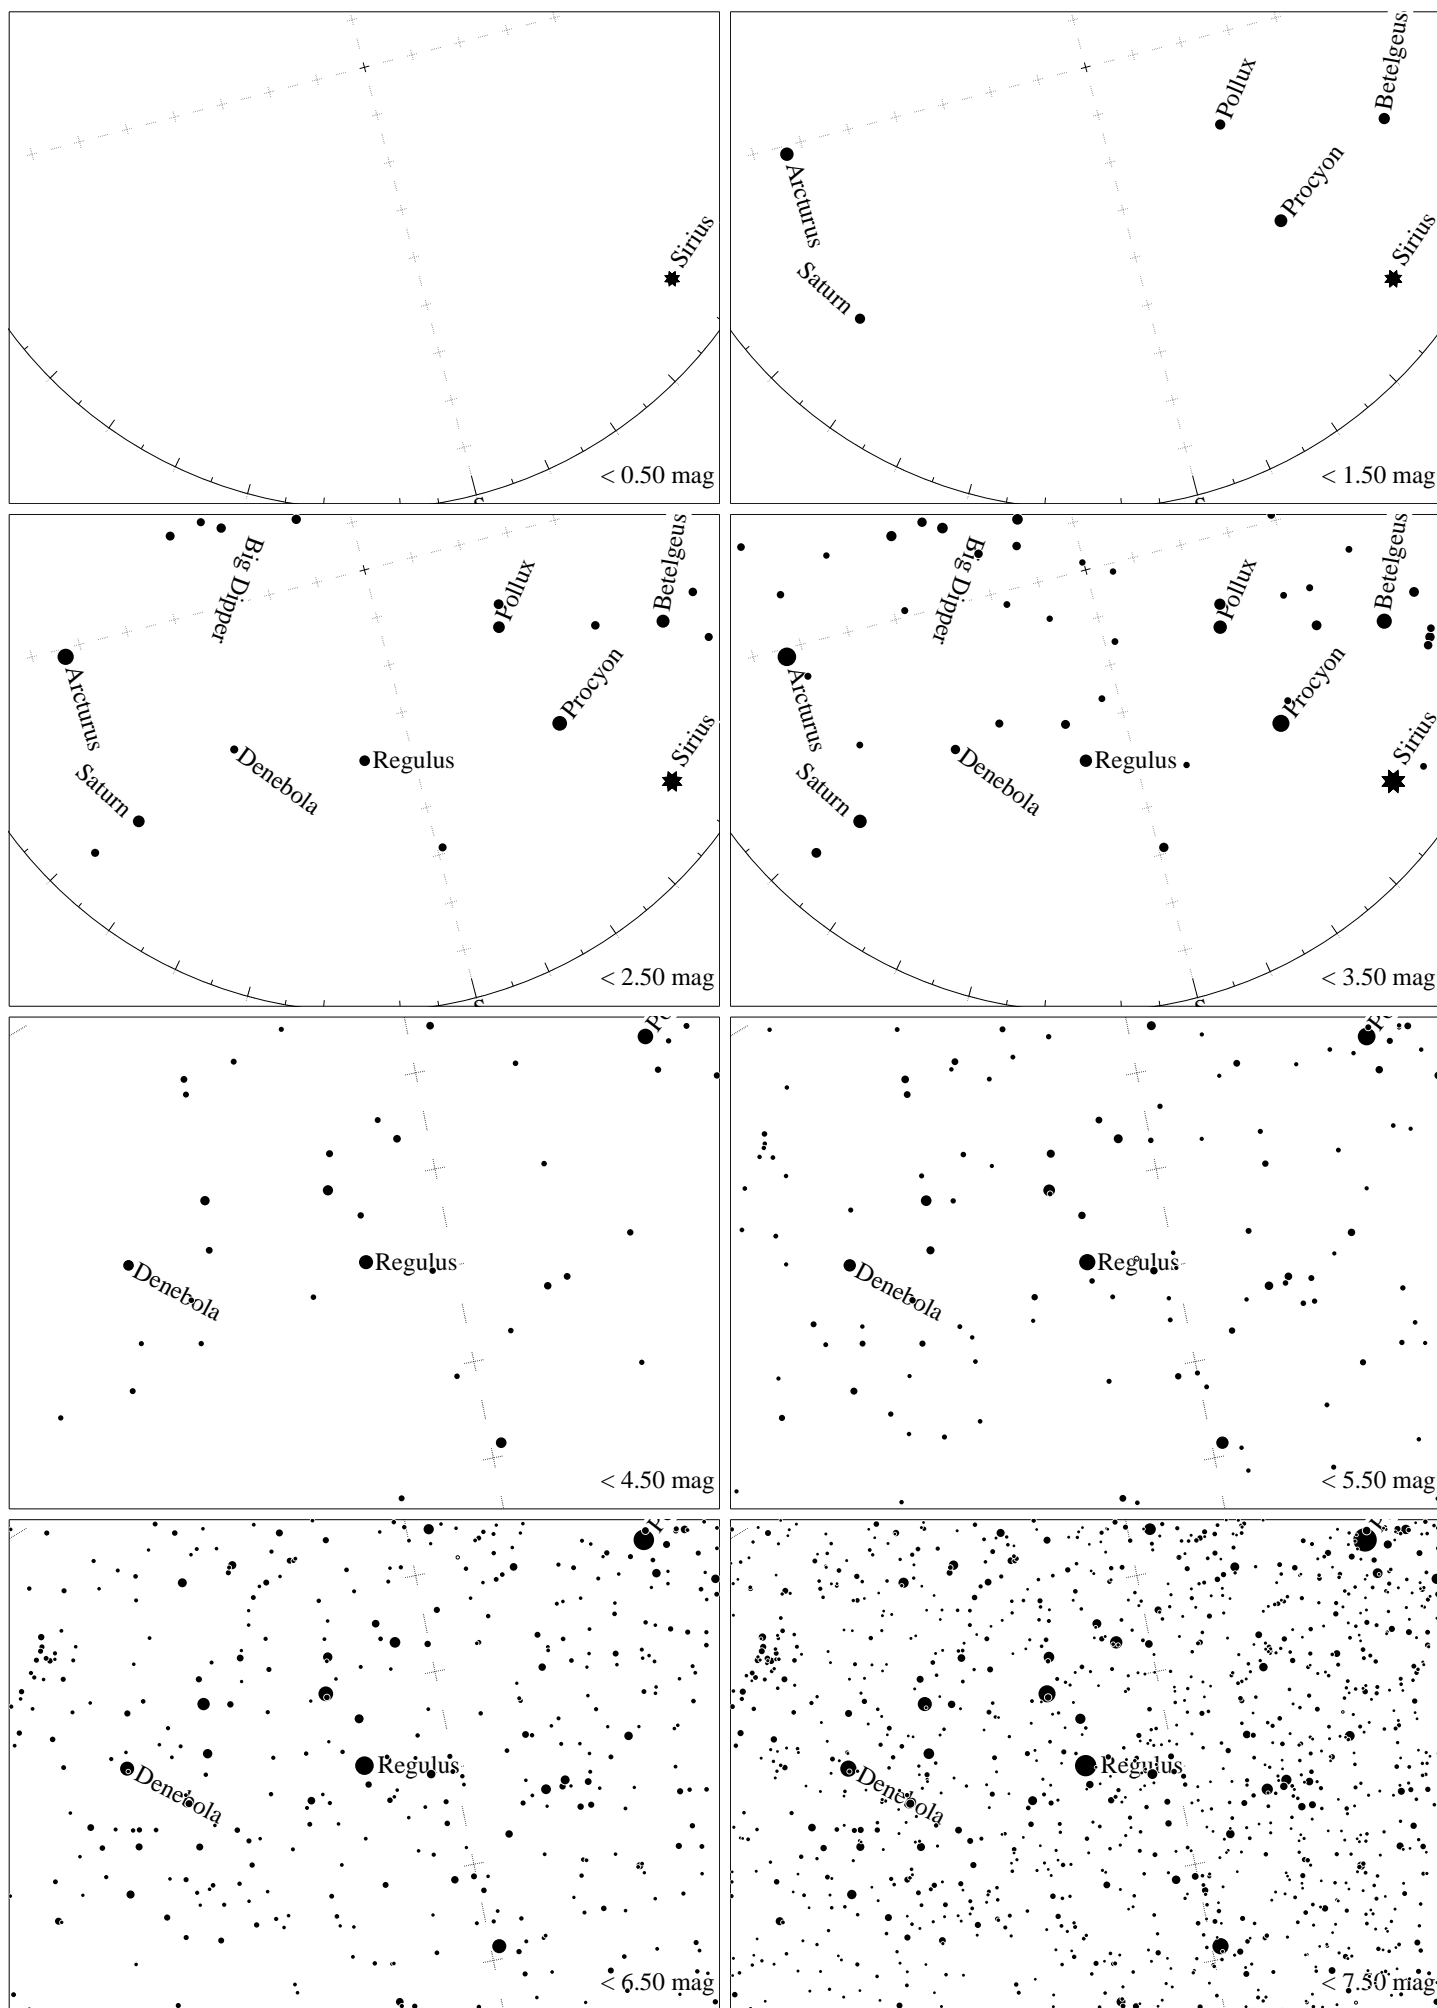 Sirius
< 0.50 mag
Pollux
Betelgeus
Procyon
Arcturus
Sirius
Saturn
< 1.50 mag
Big Dipper
Pollux
Betelgeus
Procyon
Arcturus
Sirius
Denebola
Regulus
Saturn
S
< 2.50 mag
Big Dipper
Pollux
Betelgeus
Procyon
Arcturus
Sirius
Denebola
Regulus
Saturn
S
< 3.50 mag
Denebola
Regulus
< 4.50 mag
Denebola
Regulus
< 5.50 mag
Denebola
Regulus
< 6.50 mag
Denebola
Regulus
< 7.50 mag